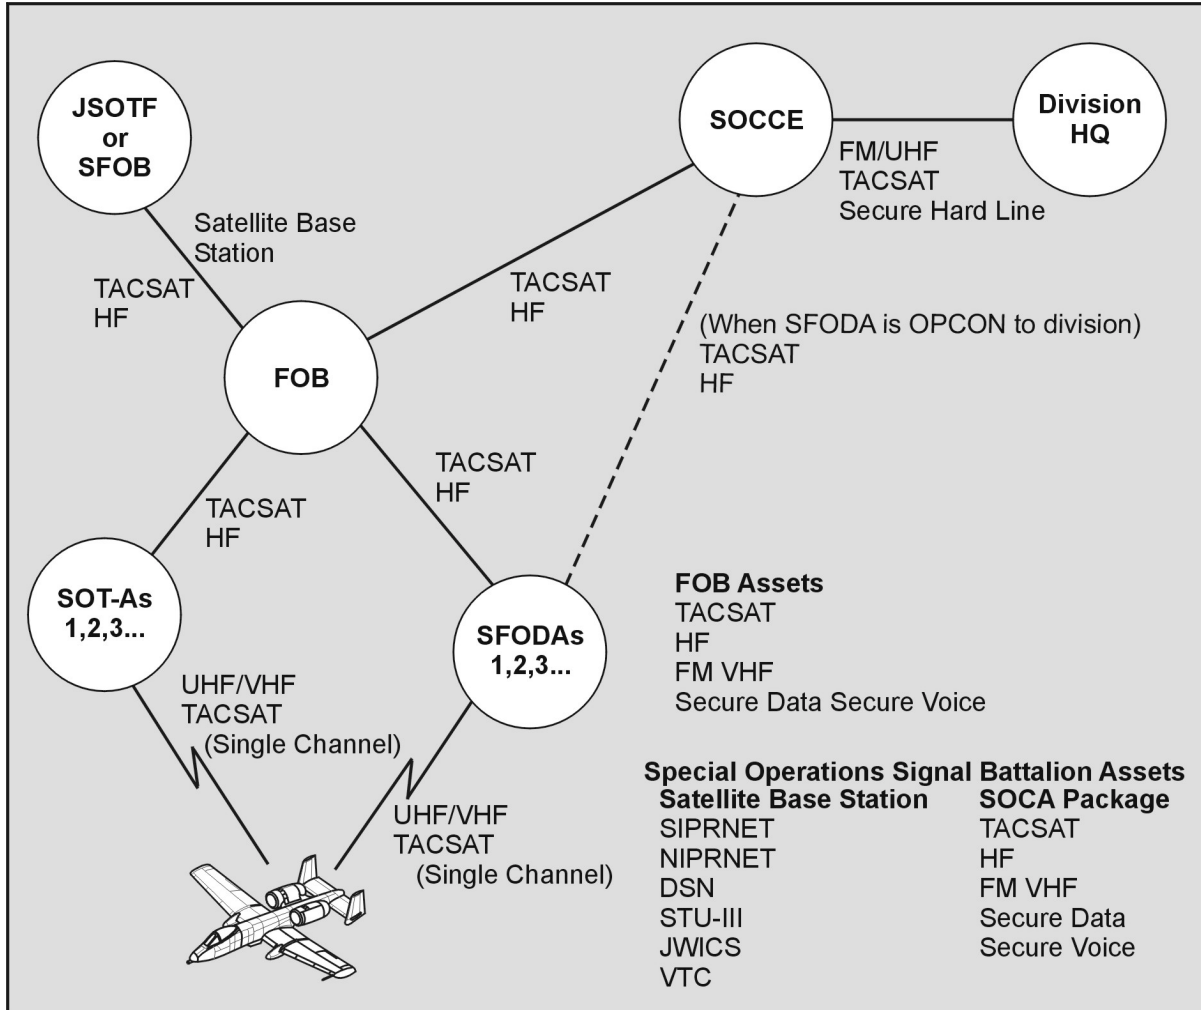 JSOTF
or
SFOB
SOCCE
Division
HQ
FM/UHF
TACSAT
Secure Hard Line
Satellite Base
Station
TACSAT
HF
TACSAT
HF
(When SFODA is OPCON to division)
TACSAT
HF
FOB
TACSAT
HF
TACSAT
HF
SOT-As
1,2,3...
SFODAs
1,2,3...
FOB Assets
TACSAT
HF
FM VHF
Secure Data Secure Voice
UHF/VHF
TACSAT
(Single Channel)
UHF/VHF
TACSAT
(Single Channel)
Special Operations Signal Battalion Assets
Satellite Base Station
SIPRNET
NIPRNET
DSN
STU-III
JWICS
VTC
SOCA Package
TACSAT
HF
FM VHF
Secure Data
Secure Voice